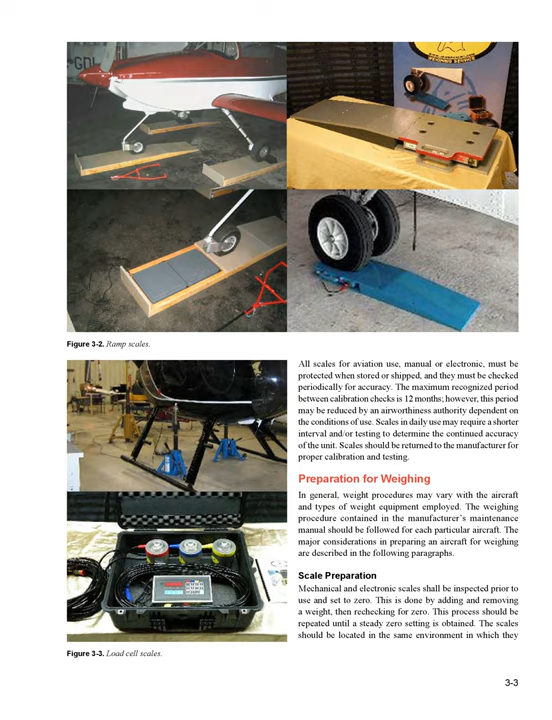 GDL
WEIGHING SERVICE
Figure 3-2. Ramp scales.
All scales for aviation use, manual or electronic, must be
protected when stored or shipped, and they must be checked
periodically for accuracy. The maximum recognized period
between calibration checks is 12 months; however, this period
may be reduced by an airworthiness authority dependent on
the conditions of use. Scales in daily use may require a shorter
interval and/or testing to determine the continued accuracy
of the unit. Scales should be returned to the manufacturer for
proper calibration and testing.
Preparation for Weighing
In general, weight procedures may vary with the aircraft
and types of weight equipment employed. The weighing
procedure contained in the manufacturer’s maintenance
manual should be followed for each particular aircraft. The
major considerations in preparing an aircraft for weighing
are described in the following paragraphs.
Scale Preparation
Mechanical and electronic scales shall be inspected prior to
use and set to zero. This is done by adding and removing
a weight, then rechecking for zero. This process should be
repeated until a steady zero setting is obtained. The scales
should be located in the same environment in which they
Figure 3-3. Load cell scales.
3-3